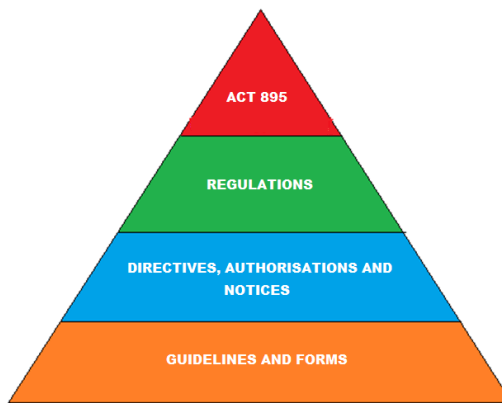 ACT 895
REGULATIONS
DIRECTIVES, AUTHORISATIONS AND
NOTICES
GUIDELINES AND FORMS